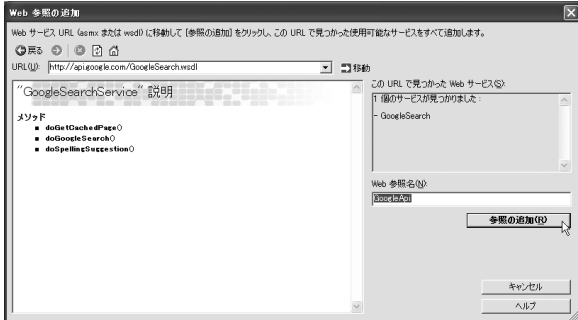 Web 参照の追加
Web サービス URL (asmx または wsdl) に移動して [参照の追加] をクリックし、この URL で見つかった使用可能なサービスをすべて追加します。
戻る
URL(U): http://api.google.com/GoogleSearch.wsdl 移動
"GoogleSearchService" 説明
メソッド
doGetCachedPage()
doGoogleSearch()
doSpellingSuggestion()
この URL で見つかった Web サービス(S):
1 個のサービスが見つかりました :
- GoogleSearch
Web 参照名(N):
GoogleApi
参照の追加(R)
キャンセル
ヘルプ